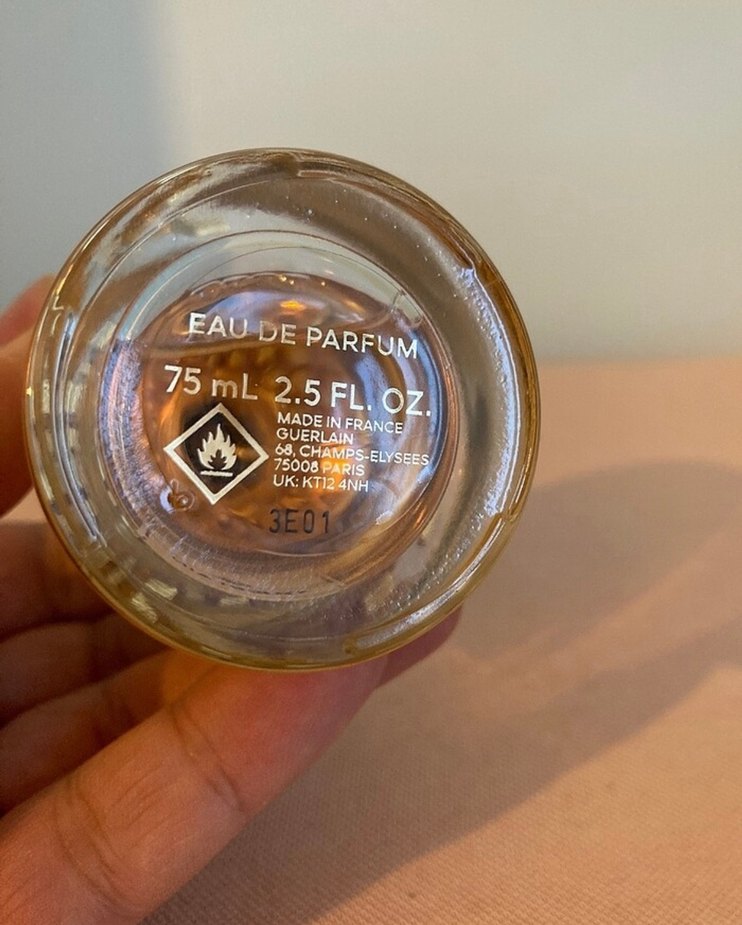 EAU DE PARFUM
75 mL 2.5 FL. OZ.
MADE IN FRANCE
GUERLAIN
68, CHAMPS-ELYSEES
75008 PARIS
UK: KT12 4NH
3E01